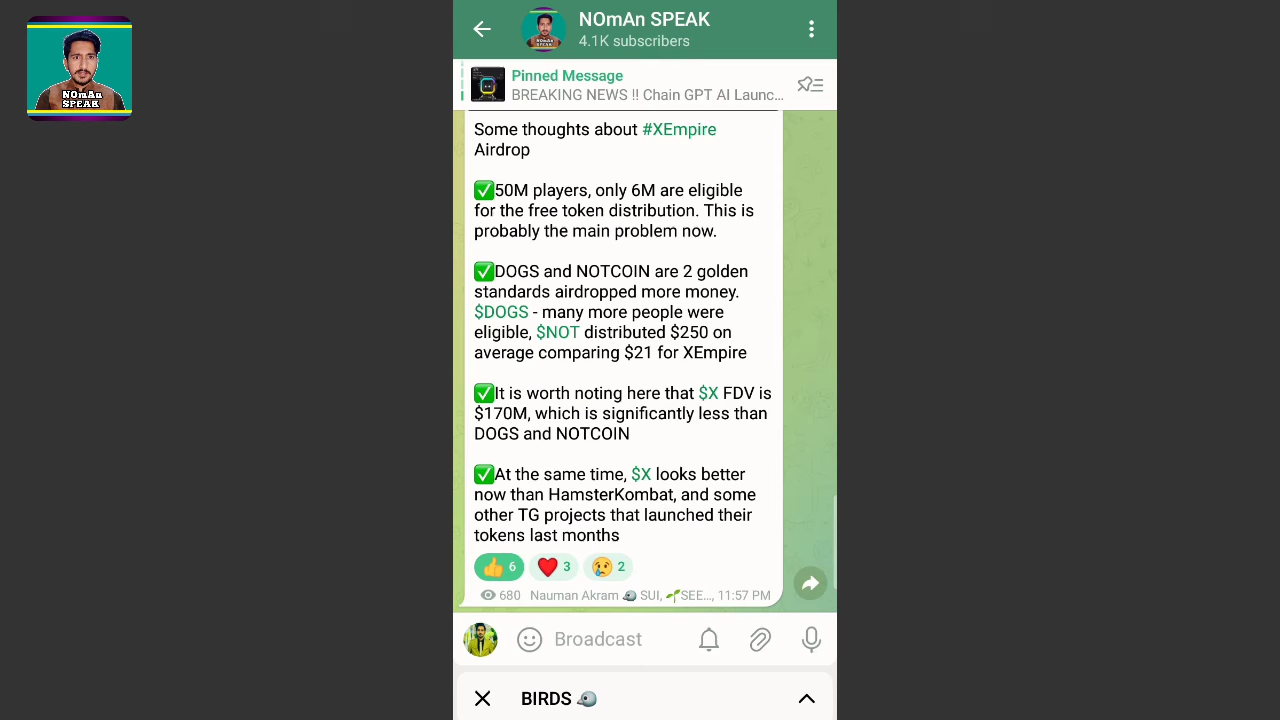 NOmAn
SPEAK
NOmAn SPEAK
4.1K subscribers
Pinned Message
BREAKING NEWS !! Chain GPT AI Launc...
Some thoughts about #XEmpire
Airdrop
✅50M players, only 6M are eligible
for the free token distribution. This is
probably the main problem now.
✅DOGS and NOTCOIN are 2 golden
standards airdropped more money.
$DOGS - many more people were
eligible, $NOT distributed $250 on
average comparing $21 for XEmpire
✅It is worth noting here that $X FDV is
$170M, which is significantly less than
DOGS and NOTCOIN
✅At the same time, $X looks better
now than HamsterKombat, and some
other TG projects that launched their
tokens last months
👍 6 ❤️ 3 😢 2
680 Nauman Akram 🐦 SUI, 🌱SEE..., 11:57 PM
Broadcast
BIRDS 🐦